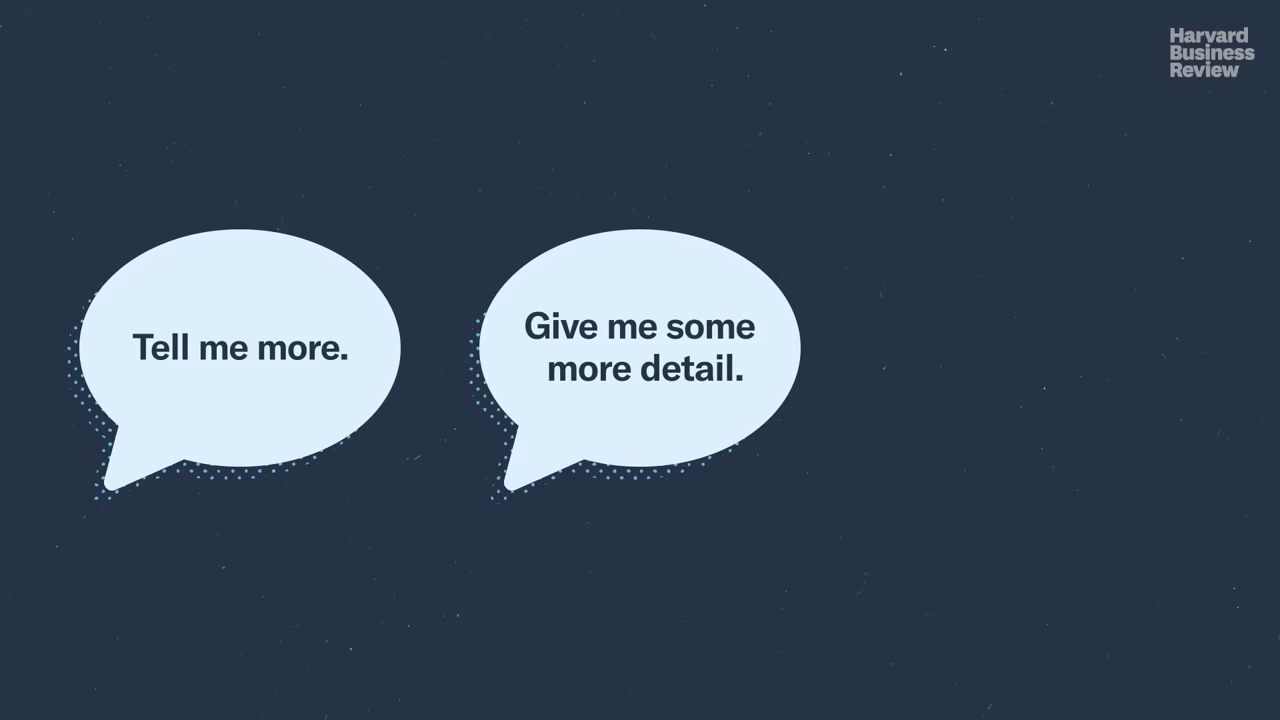 Harvard
Business
Review
Tell me more.
Give me some
more detail.